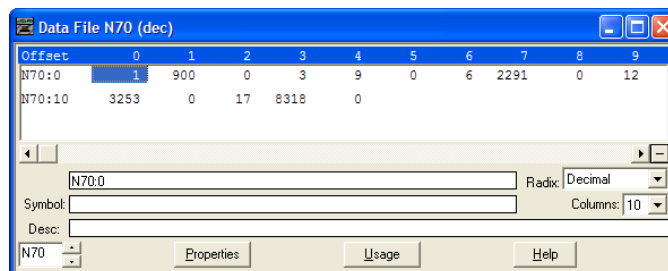 Data File N70 (dec)
Offset 0 1 2 3 4 5 6 7 8 9
N70:0 1 900 0 3 9 0 6 2291 0 12
N70:10 3253 0 17 8318 0
N70:0 Radix: Decimal
Symbol: Columns: 10
Desc:
N70 Properties Usage Help